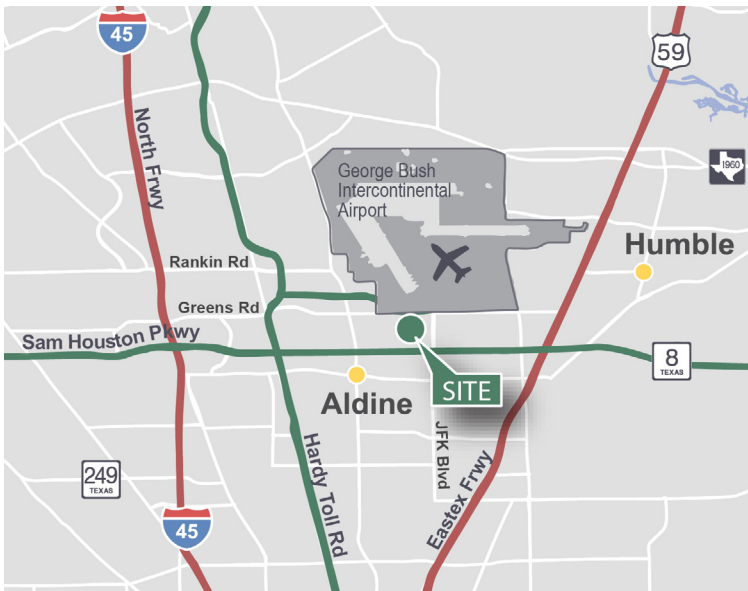 45
59
North Frwy
George Bush
Intercontinental
Airport
1960
Humble
Rankin Rd
Greens Rd
Sam Houston Pkwy
8
TEXAS
SITE
Aldine
JFK Blvd
Hardy Toll Rd
Eastex Frwy
249
TEXAS
45